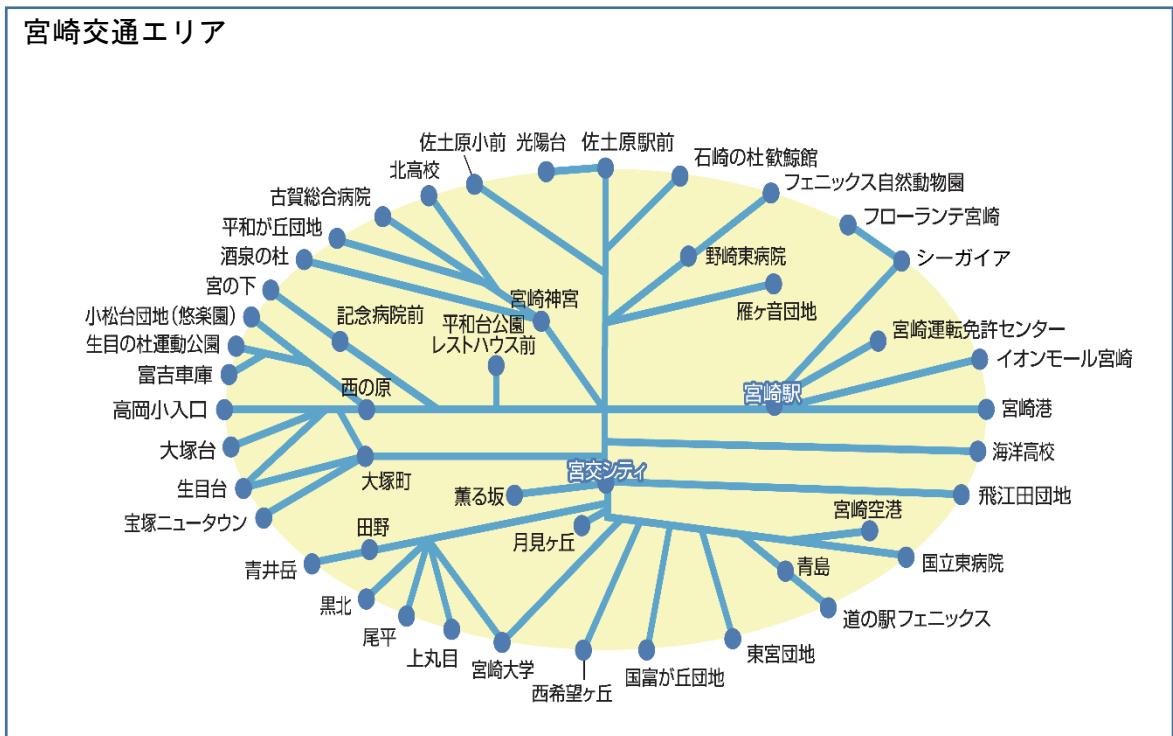 宮崎交通エリア
佐土原小前
光陽台
佐土原駅前
石崎の杜歓鯨館
北高校
フェニックス自然動物園
古賀総合病院
フローランテ宮崎
平和が丘団地
野崎東病院
シーガイア
酒泉の杜
宮の下
宮崎神宮
雁ヶ音団地
小松台団地(悠楽園)
記念病院前
平和台公園
レストハウス前
宮崎運転免許センター
生目の杜運動公園
イオンモール宮崎
富吉車庫
西の原
宮崎駅
高岡小入口
宮崎港
大塚台
海洋高校
宮交シティ
大塚町
生目台
薫る坂
飛江田団地
宝塚ニュータウン
宮崎空港
田野
月見ヶ丘
青井岳
国立東病院
青島
黒北
道の駅フェニックス
尾平
上丸目
宮崎大学
東宮団地
国富が丘団地
西希望ヶ丘